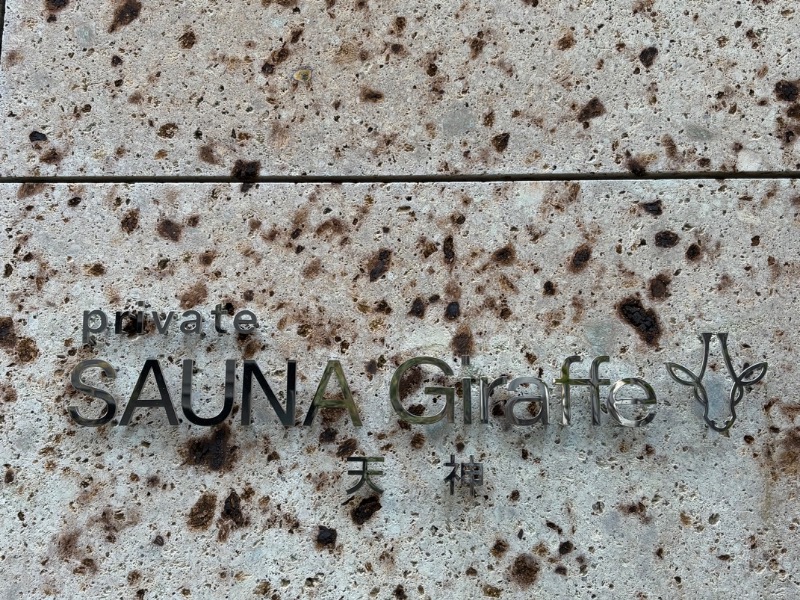 private
SAUNA Giraffe
天神